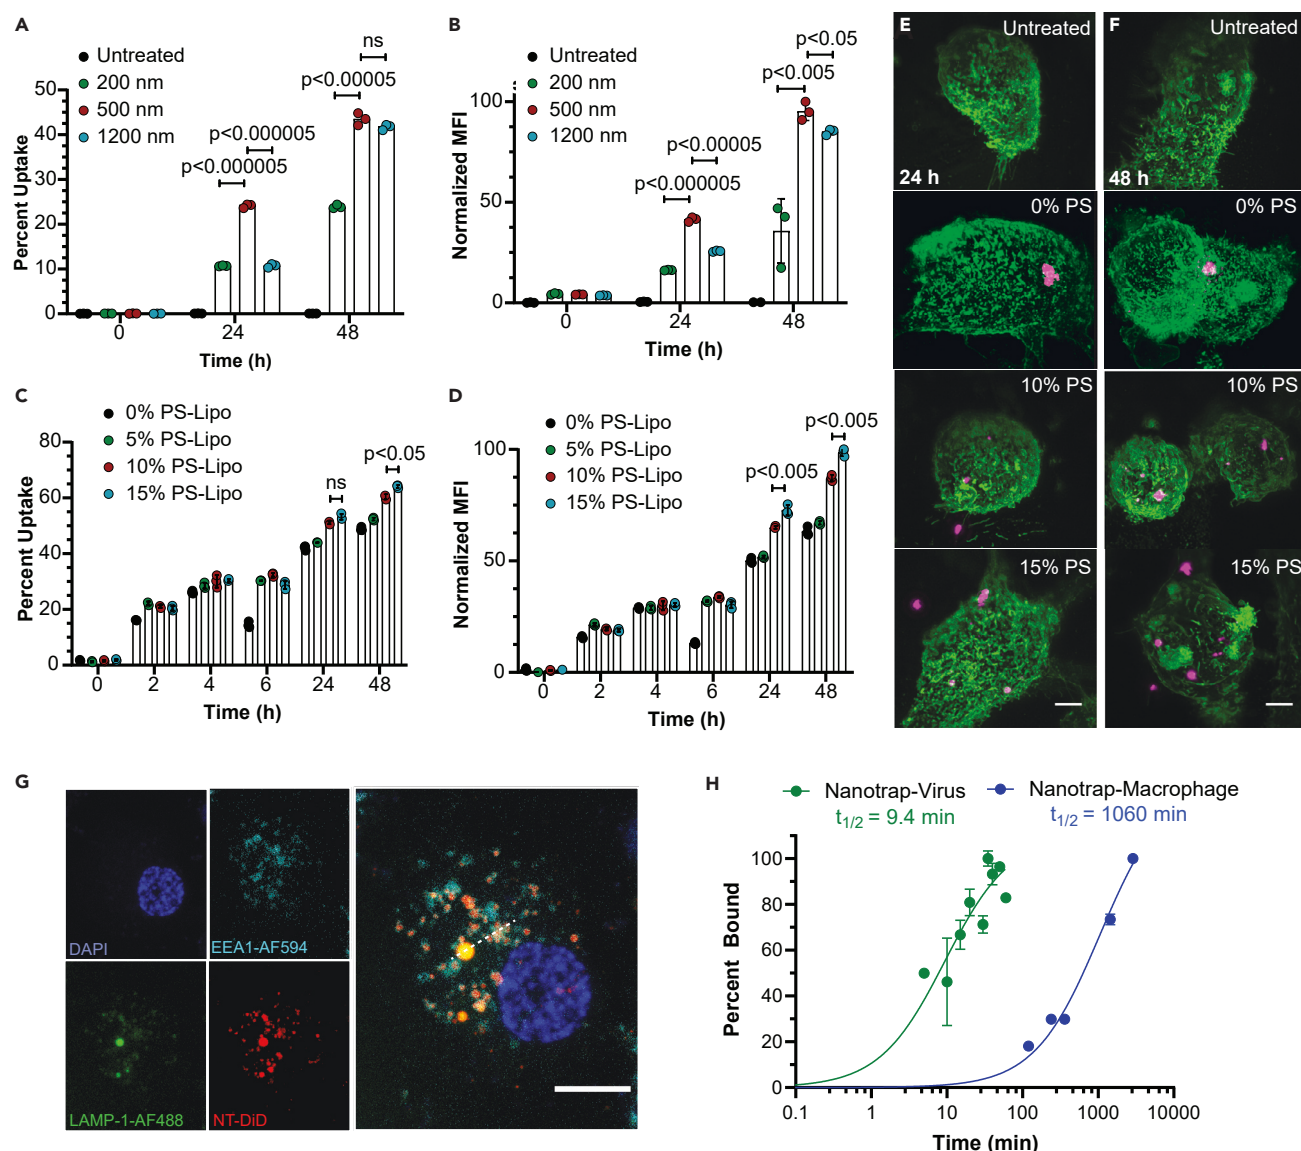 A
Untreated
200 nm
500 nm
1200 nm
ns
p<0.00005
p<0.000005
p<0.000005
Percent Uptake
50
40
30
20
10
0
0
24
48
Time (h)
B
Untreated
200 nm
500 nm
1200 nm
p<0.05
p<0.005
p<0.00005
p<0.000005
Normalized MFI
100
50
0
0
24
48
Time (h)
C
0% PS-Lipo
5% PS-Lipo
10% PS-Lipo
15% PS-Lipo
p<0.05
ns
Percent Uptake
80
60
40
20
0
0
2
4
6
24
48
Time (h)
D
0% PS-Lipo
5% PS-Lipo
10% PS-Lipo
15% PS-Lipo
p<0.005
p<0.005
Normalized MFI
100
50
0
0
2
4
6
24
48
Time (h)
E
Untreated
24 h
0% PS
10% PS
15% PS
F
Untreated
48 h
0% PS
10% PS
15% PS
G
DAPI
EEA1-AF594
LAMP-1-AF488
NT-DiD
H
Nanotrap-Virus
t1/2 = 9.4 min
Nanotrap-Macrophage
t1/2 = 1060 min
Percent Bound
100
80
60
40
20
0
0.1
1
10
100
1000
10000
Time (min)